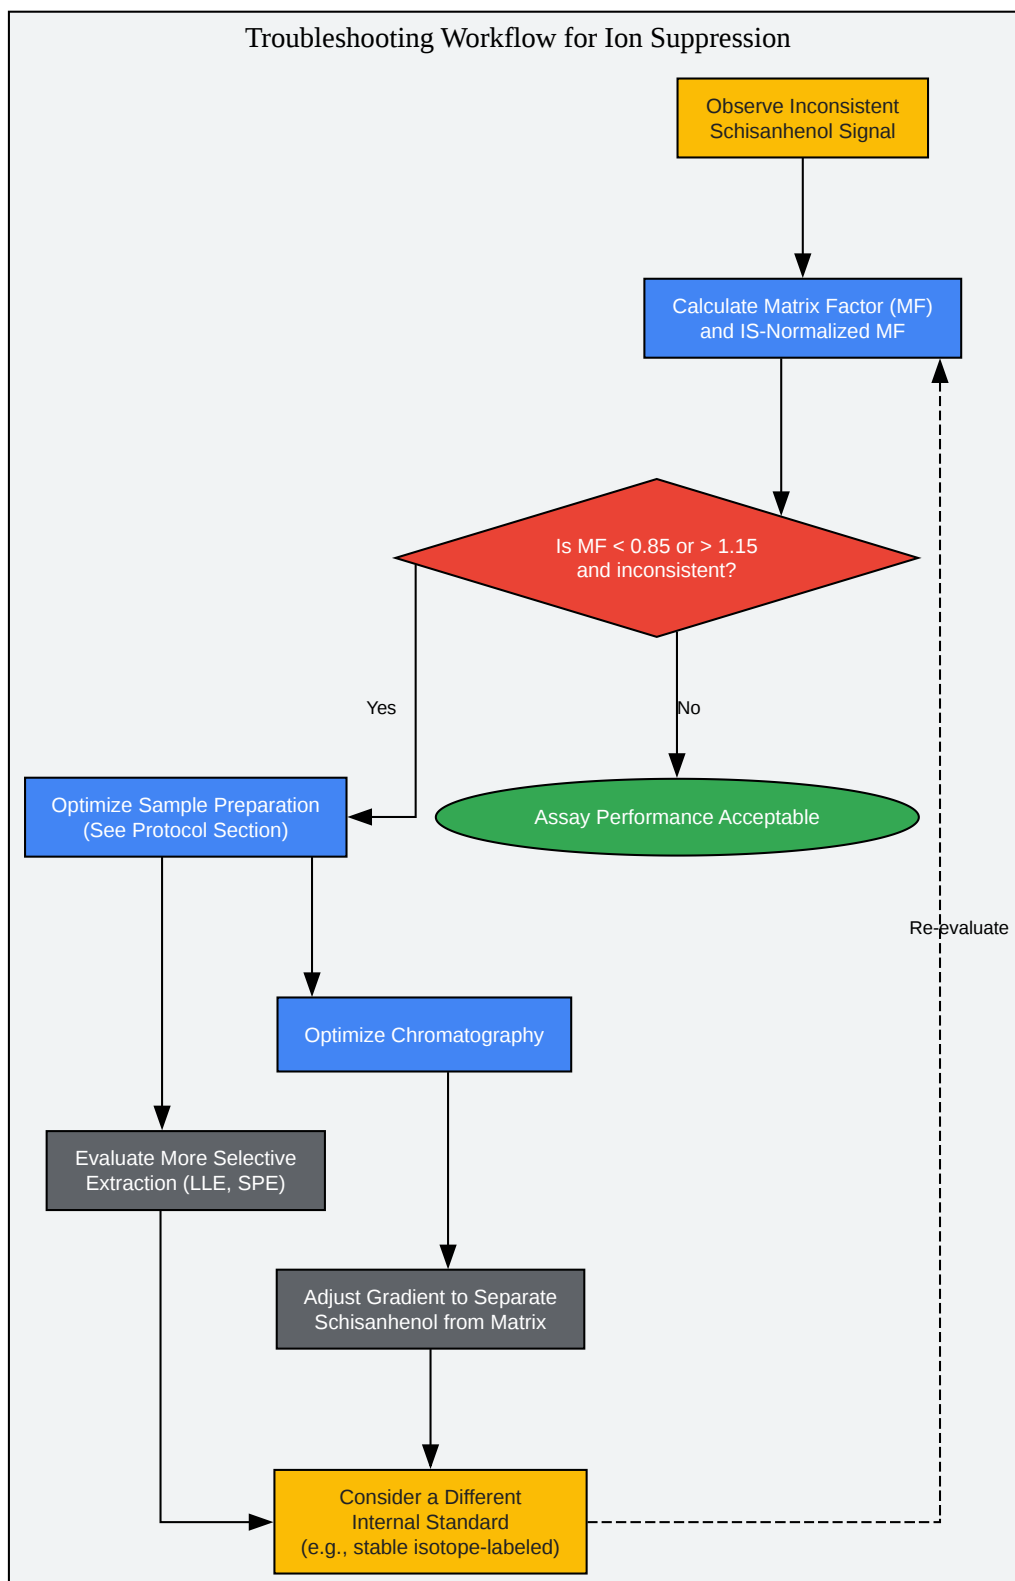 Troubleshooting Workflow for Ion Suppression
Observe Inconsistent
Schisanhenol Signal
Calculate Matrix Factor (MF)
and IS-Normalized MF
Is MF < 0.85 or > 1.15
and inconsistent?
Yes
No
Optimize Sample Preparation
(See Protocol Section)
Assay Performance Acceptable
Re-evaluate
Optimize Chromatography
Evaluate More Selective
Extraction (LLE, SPE)
Adjust Gradient to Separate
Schisanhenol from Matrix
Consider a Different
Internal Standard
(e.g., stable isotope-labeled)